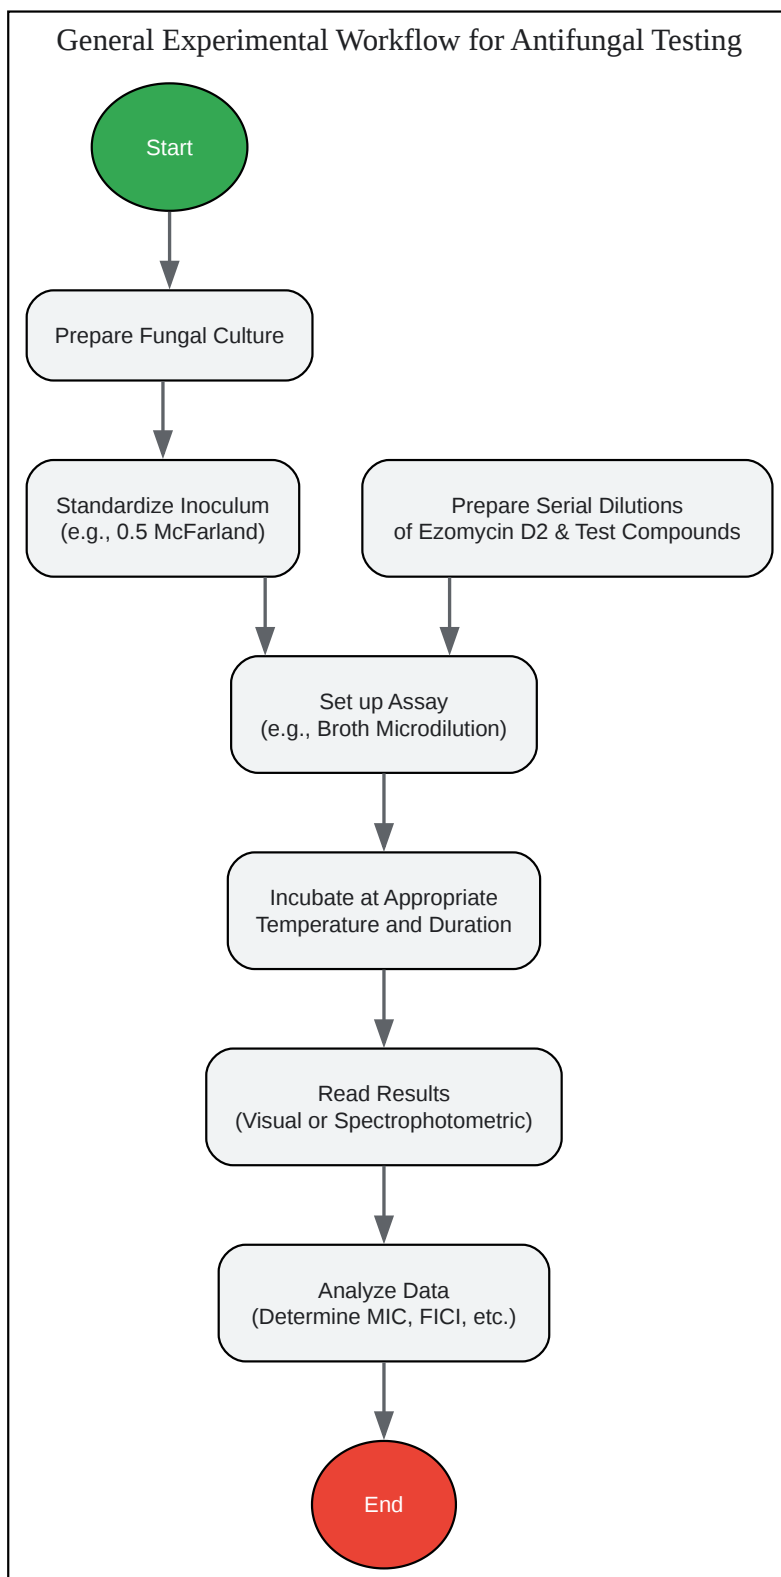 General Experimental Workflow for Antifungal Testing
Start
Prepare Fungal Culture
Standardize Inoculum
(e.g., 0.5 McFarland)
Prepare Serial Dilutions
of Ezomycin D2 & Test Compounds
Set up Assay
(e.g., Broth Microdilution)
Incubate at Appropriate
Temperature and Duration
Read Results
(Visual or Spectrophotometric)
Analyze Data
(Determine MIC, FICI, etc.)
End